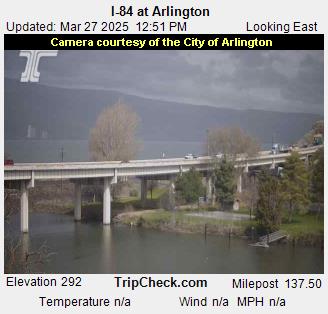 I-84 at Arlington
Updated: Mar 27 2025 12:51 PM Looking East
Camera courtesy of the City of Arlington
Elevation 292 TripCheck.com Milepost 137.50
Temperature n/a Wind n/a MPH n/a